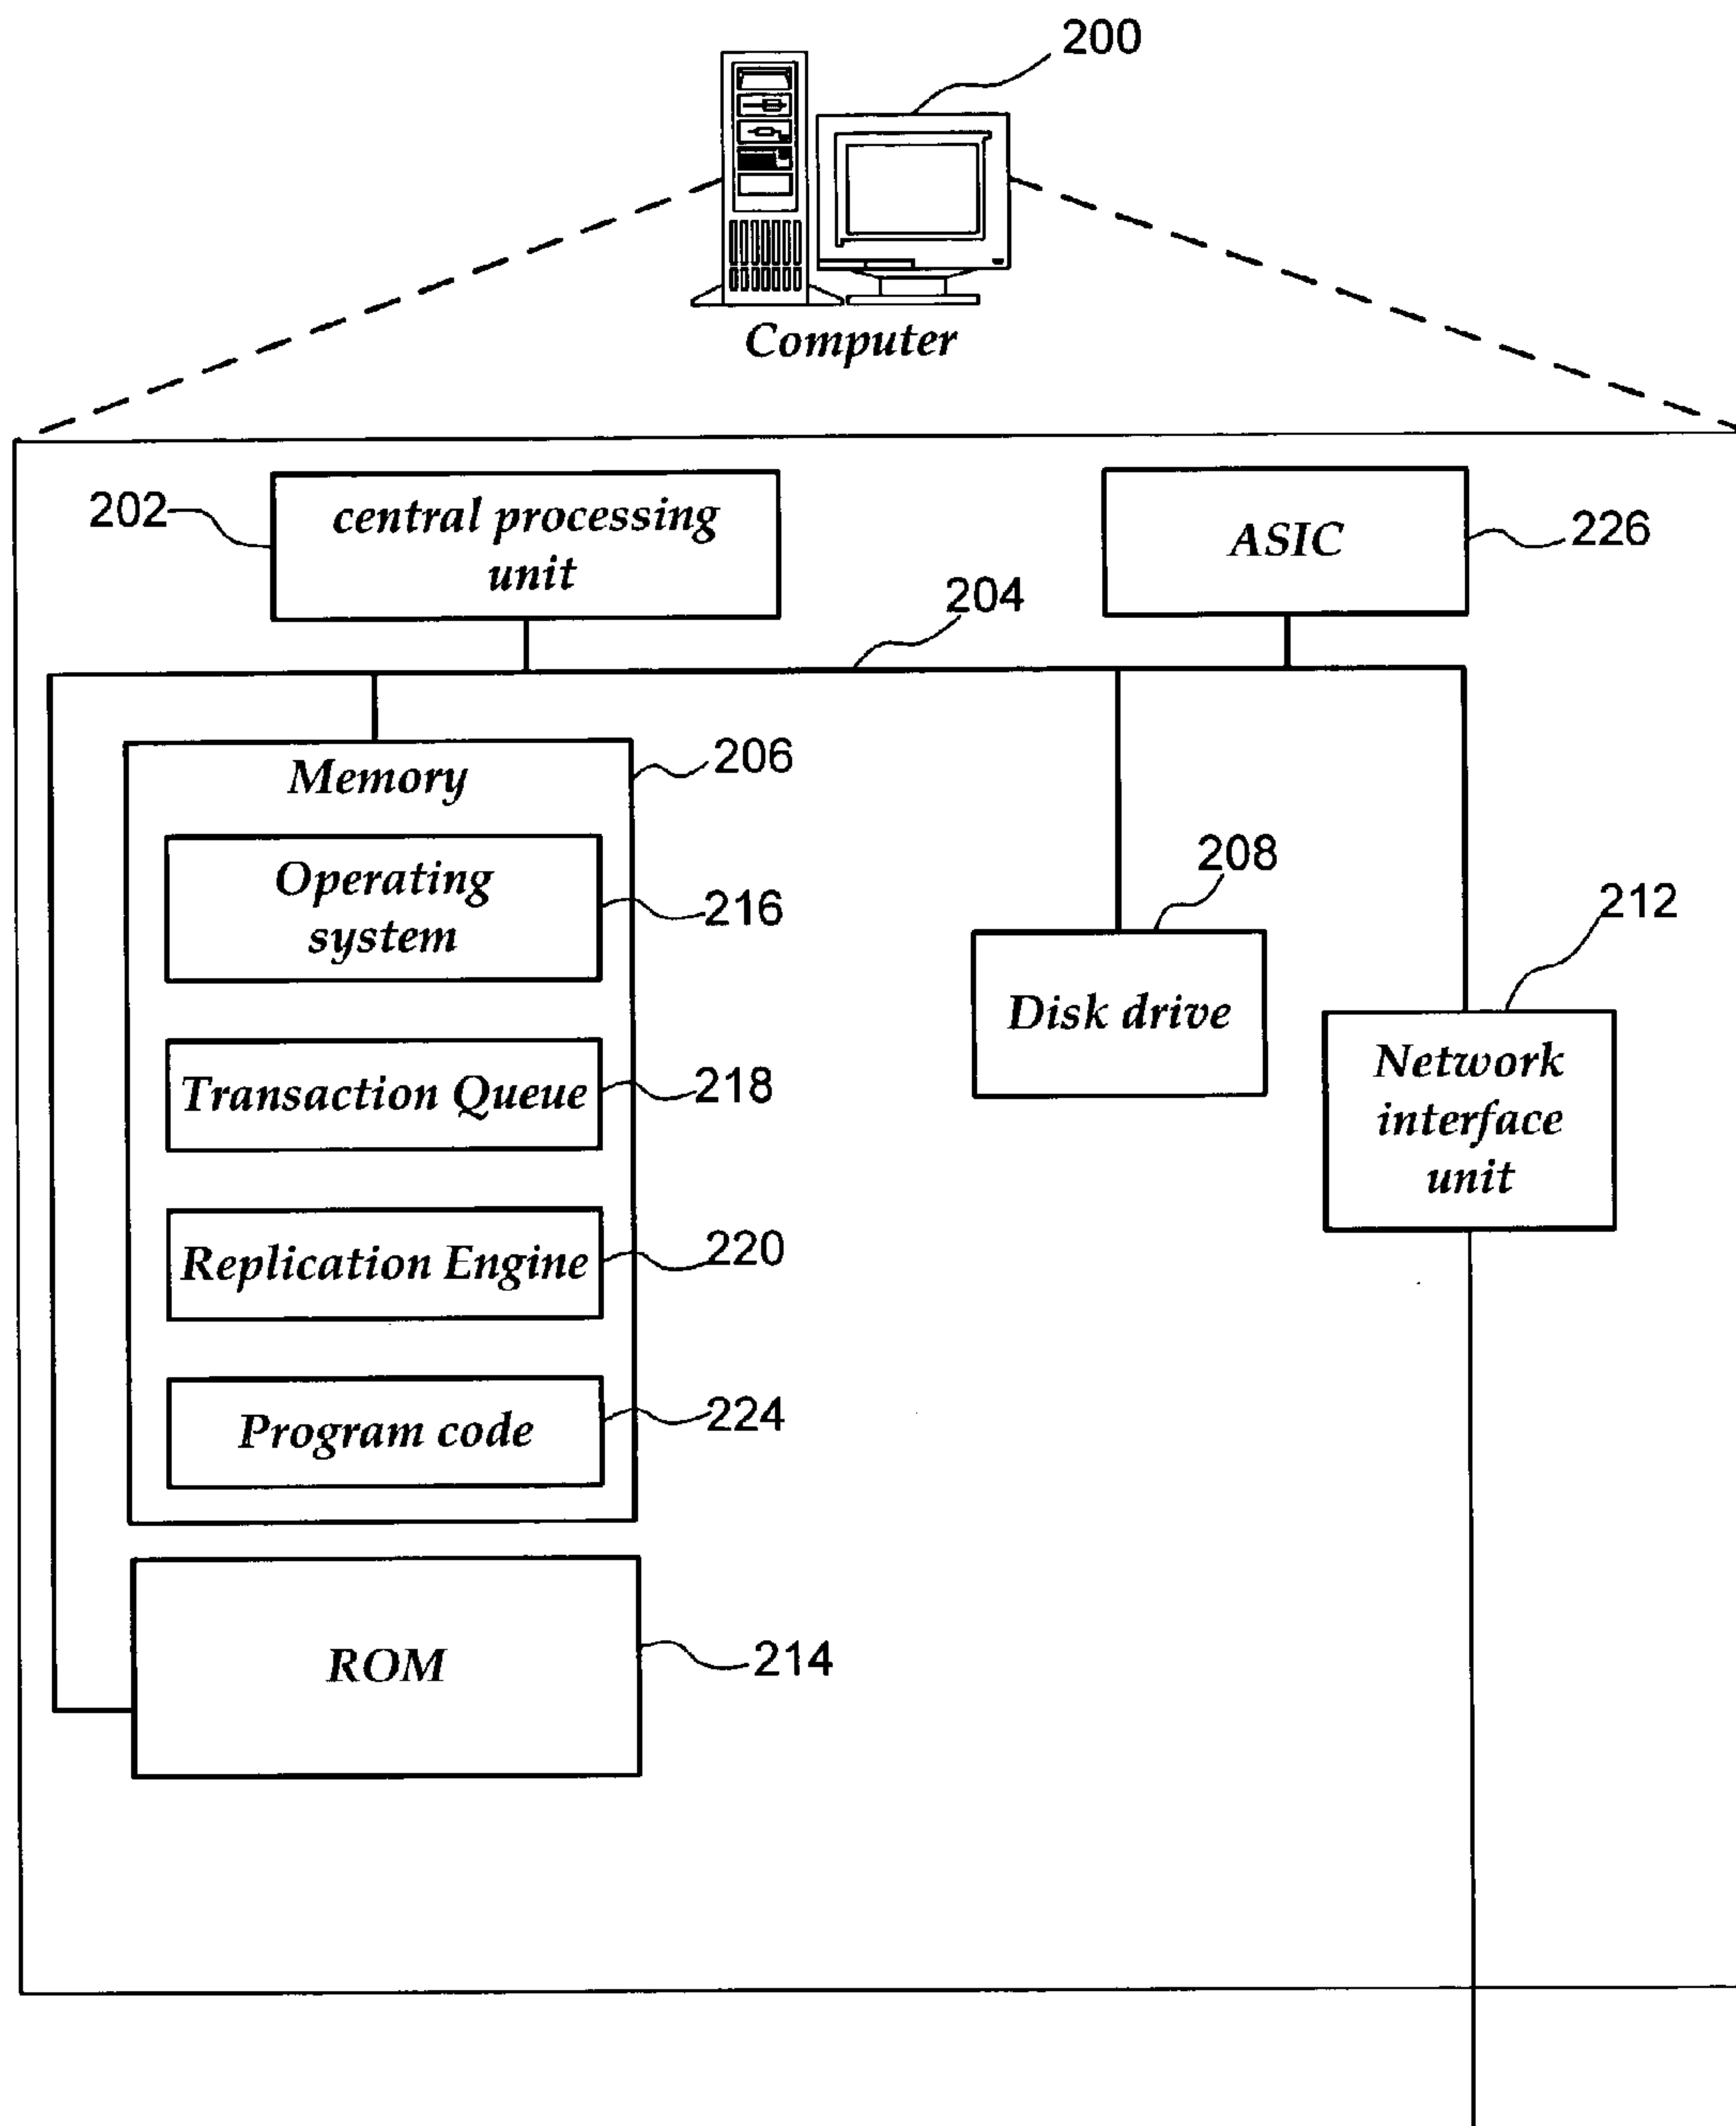 200
Computer
202
central processing
unit
ASIC
226
204
Memory
206
Operating
system
216
208
212
Disk drive
Network
interface
unit
Transaction Queue
218
Replication Engine
220
Program code
224
ROM
214